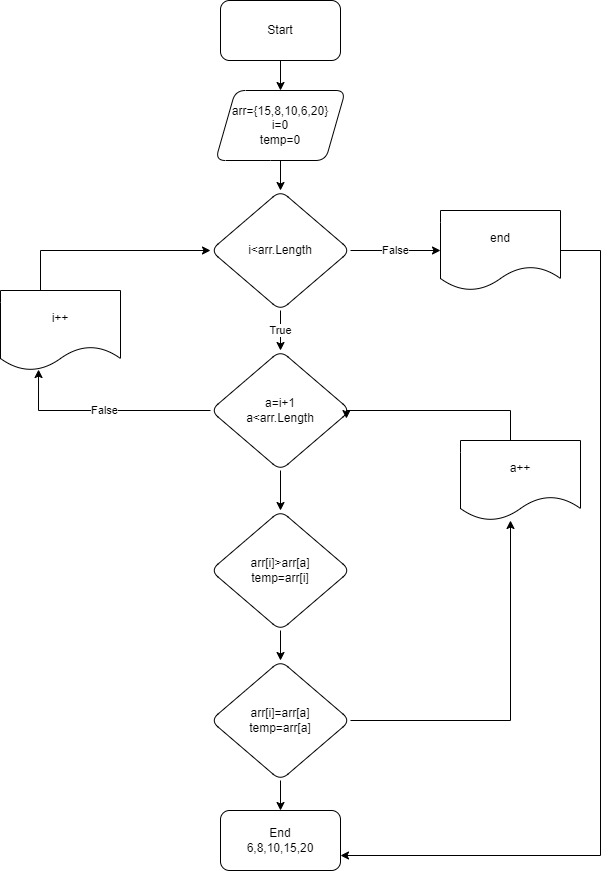 Start
arr={15,8,10,6,20}
i=0
temp=0
i<arr.Length
False
end
i++
True
a=i+1
a<arr.Length
False
a++
arr[i]>arr[a]
temp=arr[i]
arr[i]=arr[a]
temp=arr[a]
End
6,8,10,15,20